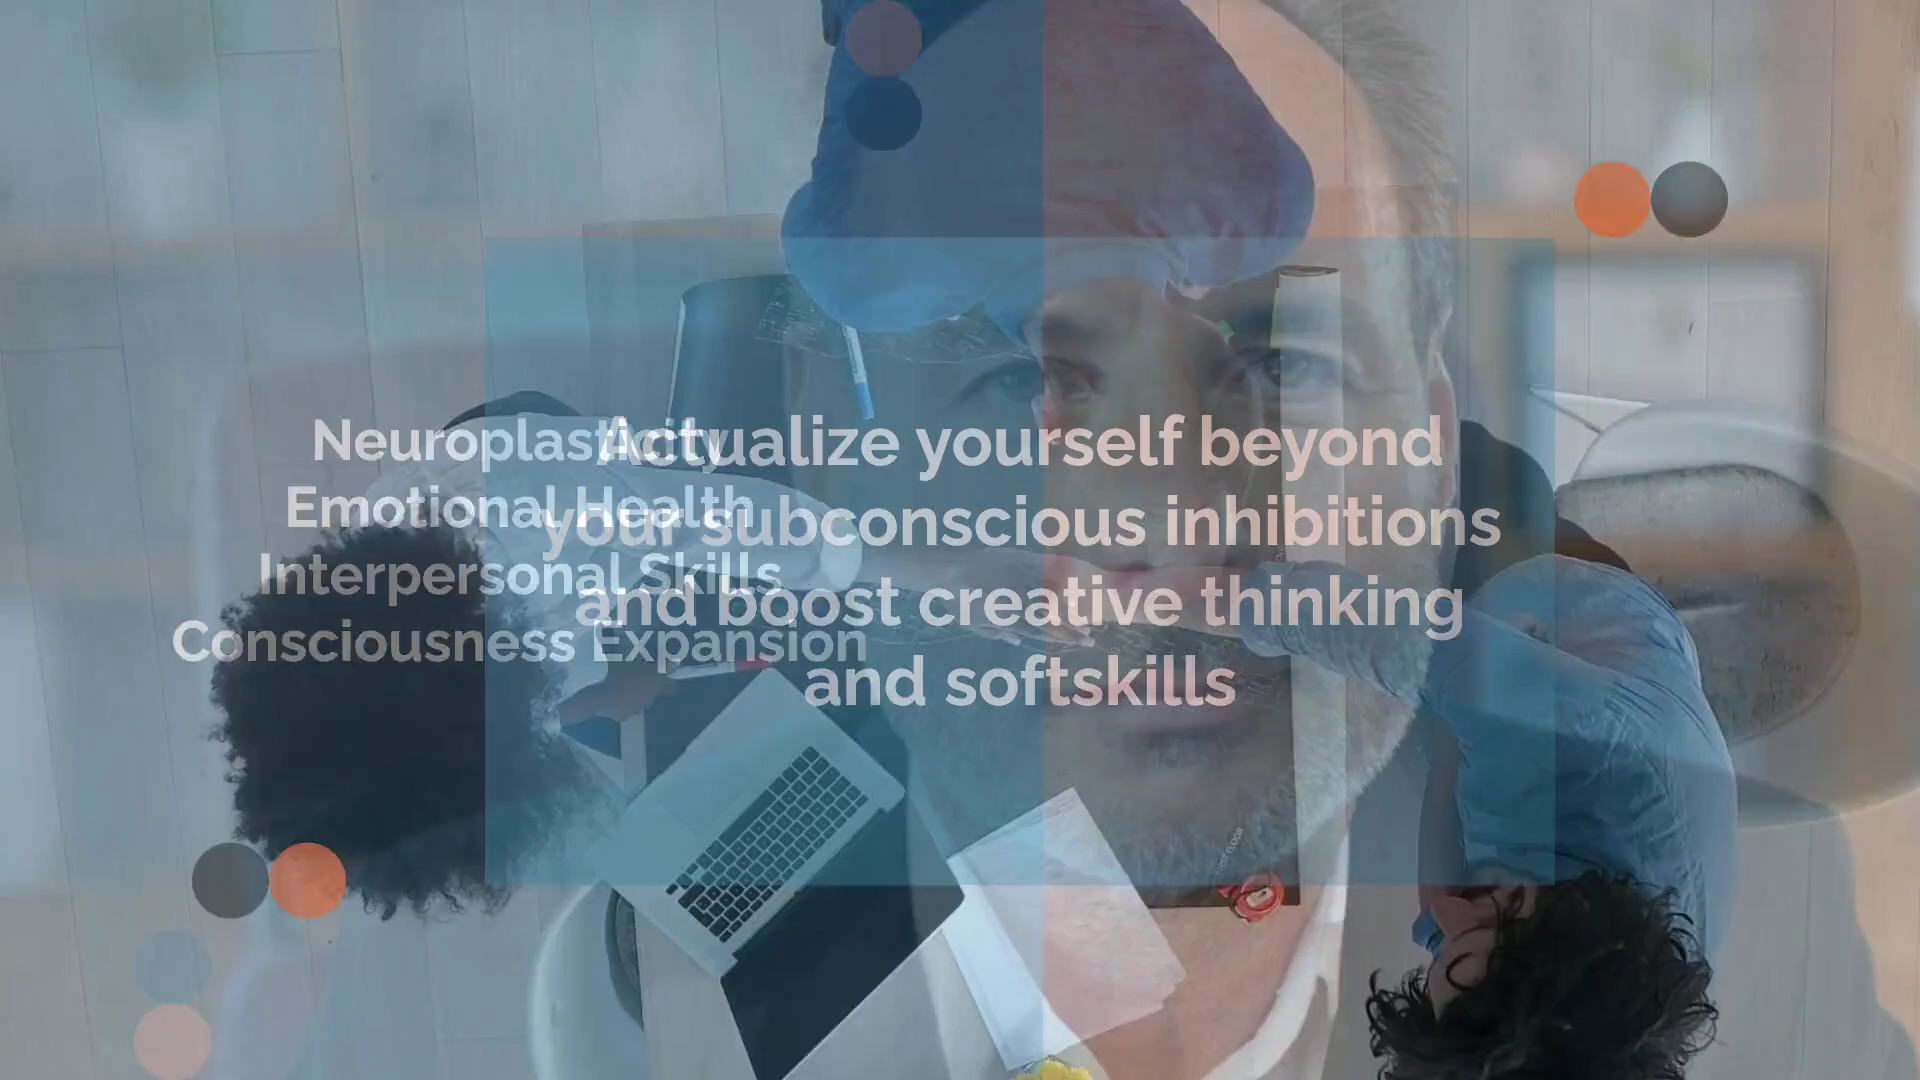 Neuroplasticity
Emotional Health
Interpersonal Skills
Consciousness Expansion
Actualize yourself beyond
your subconscious inhibitions
and boost creative thinking
and softskills